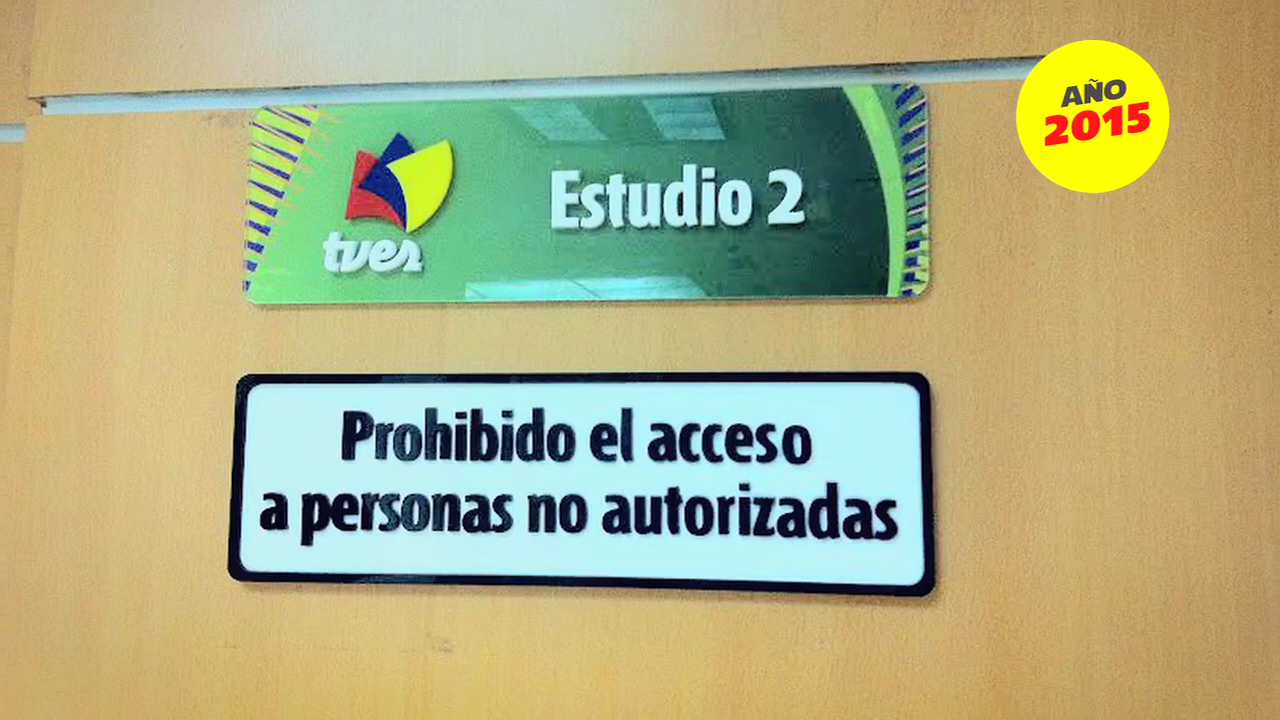 AÑO
2015
tves
Estudio 2
Prohibido el acceso
a personas no autorizadas